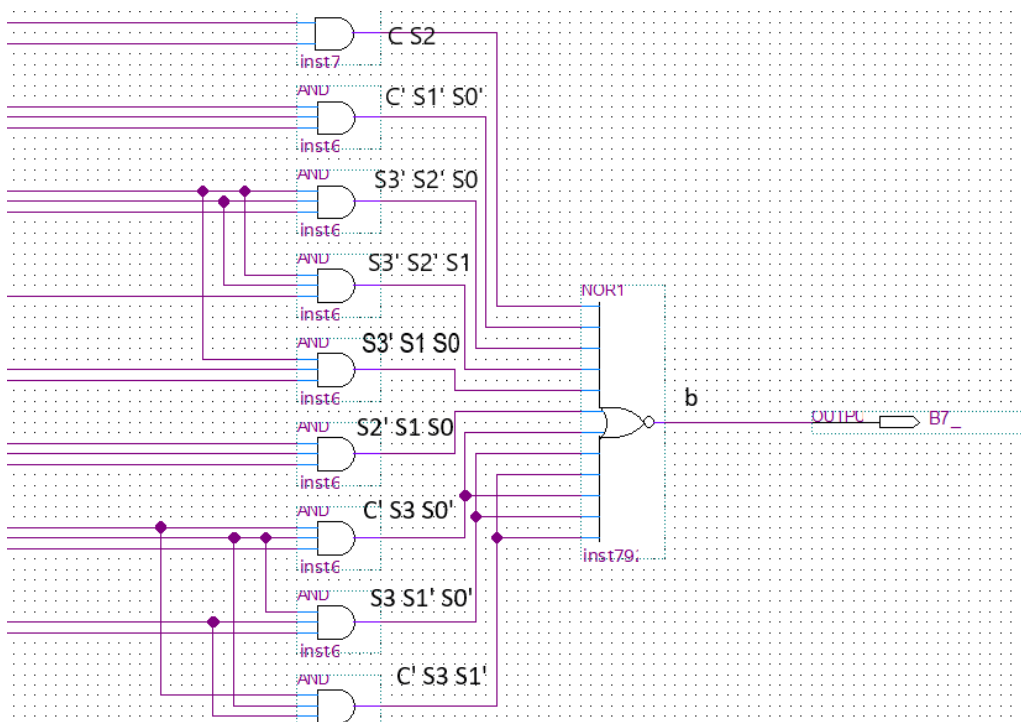 C S2
inst7
AND
C' S1' S0'
inst6
AND
S3' S2' S0
inst6
AND
S3' S2' S1
inst6
NOR1
AND
S3' S1 S0
inst6
b
OUTPU
B7_
AND
S2' S1 S0
inst6
AND
C' S3 S0'
inst6
inst79.
AND
S3 S1' S0'
inst6
AND
C' S3 S1'